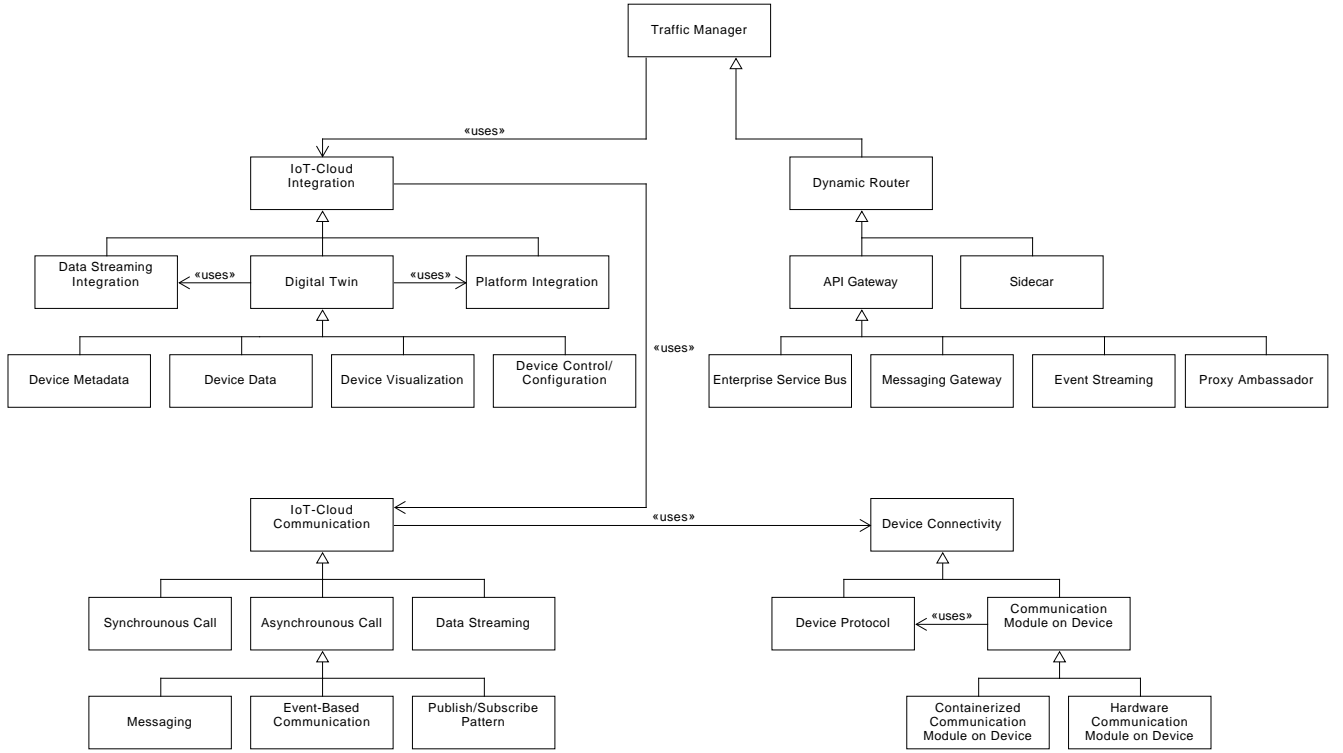 Traffic Manager
«uses»
IoT-Cloud
Integration
Dynamic Router
Data Streaming
Integration
«uses»
Digital Twin
«uses»
Platform Integration
API Gateway
Sidecar
«uses»
Device Metadata
Device Data
Device Visualization
Device Control/
Configuration
Enterprise Service Bus
Messaging Gateway
Event Streaming
Proxy Ambassador
IoT-Cloud
Communication
«uses»
Device Connectivity
Synchrounous Call
Asynchrounous Call
Data Streaming
Device Protocol
«uses»
Communication
Module on Device
Messaging
Event-Based
Communication
Publish/Subscribe
Pattern
Containerized
Communication
Module on Device
Hardware
Communication
Module on Device